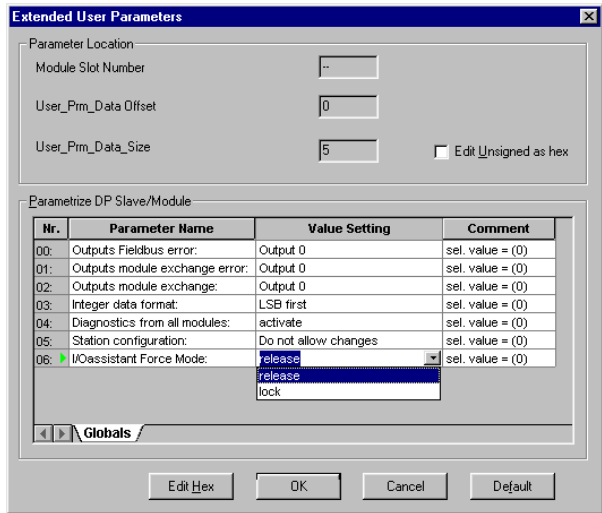 Extended User Parameters
Parameter Location
Module Slot Number --
User_Prm_Data Offset 0
User_Prm_Data_Size 5 Edit Unsigned as hex
Parametrize DP Slave/Module
Nr. Parameter Name Value Setting Comment
00: Outputs Fieldbus error: Output 0 sel. value = (0)
01: Outputs module exchange error: Output 0 sel. value = (0)
02: Outputs module exchange: Output 0 sel. value = (0)
03: Integer data format: LSB first sel. value = (0)
04: Diagnostics from all modules: activate sel. value = (0)
05: Station configuration: Do not allow changes sel. value = (0)
06: I/Oassistant Force Mode: release sel. value = (0)
release
lock
Globals
Edit Hex OK Cancel Default